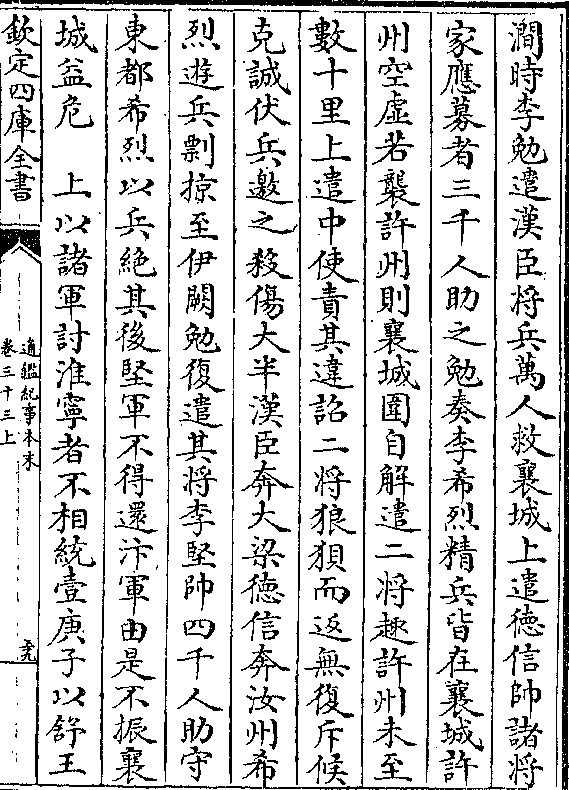 澗時李勉遣漢臣将兵萬人救襄城上遣德信帥諸将
家應募者三千人助之勉奏李希烈精兵皆在襄城許
州空虛若襲許州則襄城圍自解遣二将趣許州未至
數十里上遣中使責其違詔二将狼狽而返無復斥候
克誠伏兵邀之殺傷大半漢臣奔大梁德信奔汝州希
烈遊兵剽掠至伊闕勉復遣其将李堅帥四千人助守
東都希烈以兵絶其後堅軍不得還汴軍由是不振襄
城益危　上以諸軍討淮寧者不相統壹庚子以舒王
欽定四庫全書
通鑑紀事本末
卷三十三上